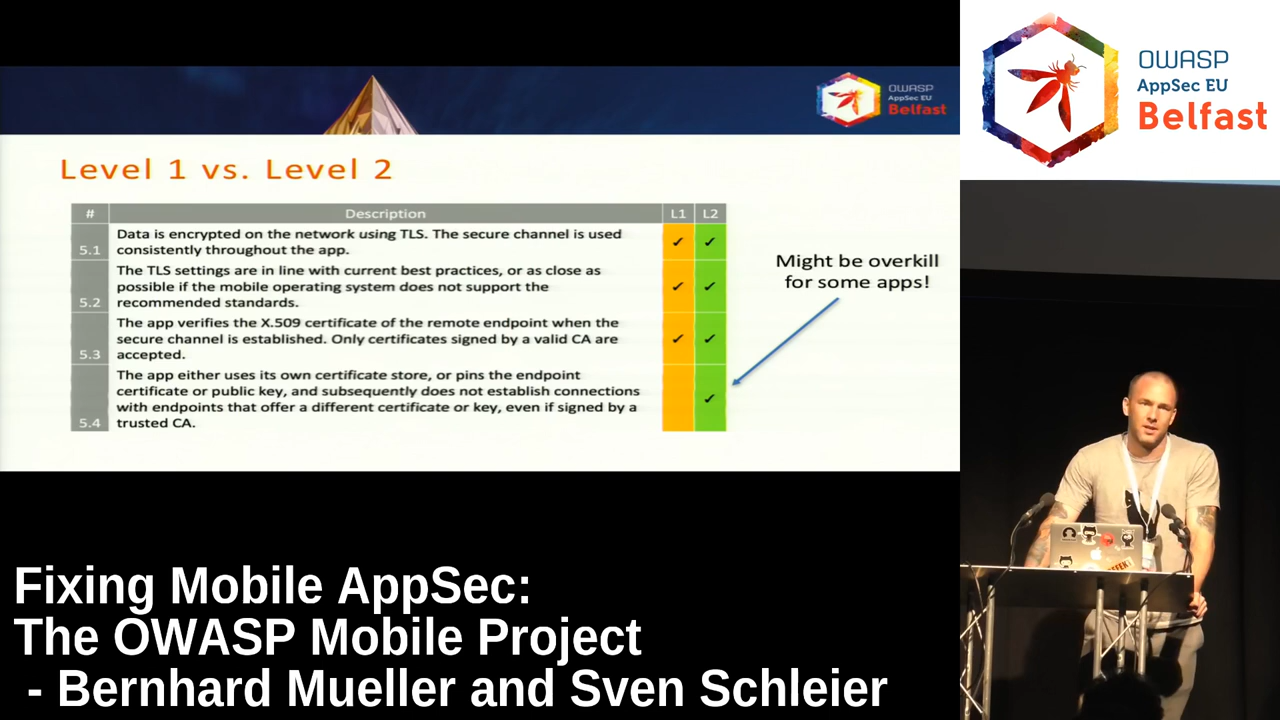 OWASP
AppSec EU
Belfast
OWASP
AppSec EU
Belfast
Level 1 vs. Level 2
# Description L1 L2
5.1 Data is encrypted on the network using TLS. The secure channel is used
consistently throughout the app. ✓ ✓
5.2 The TLS settings are in line with current best practices, or as close as
possible if the mobile operating system does not support the
recommended standards. ✓ ✓
5.3 The app verifies the X.509 certificate of the remote endpoint when the
secure channel is established. Only certificates signed by a valid CA are
accepted. ✓ ✓
5.4 The app either uses its own certificate store, or pins the endpoint
certificate or public key, and subsequently does not establish connections
with endpoints that offer a different certificate or key, even if signed by a
trusted CA. ✓
Might be overkill
for some apps!
Fixing Mobile AppSec:
The OWASP Mobile Project
- Bernhard Mueller and Sven Schleier